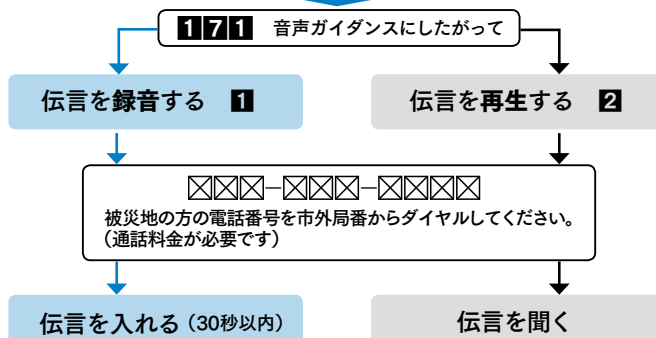 171 音声ガイダンスにしたがって
伝言を録音する 1
伝言を再生する 2
☒☒☒−☒☒☒−☒☒☒☒
被災地の方の電話番号を市外局番からダイヤルしてください。
（通話料金が必要です）
伝言を入れる（30秒以内）
伝言を聞く